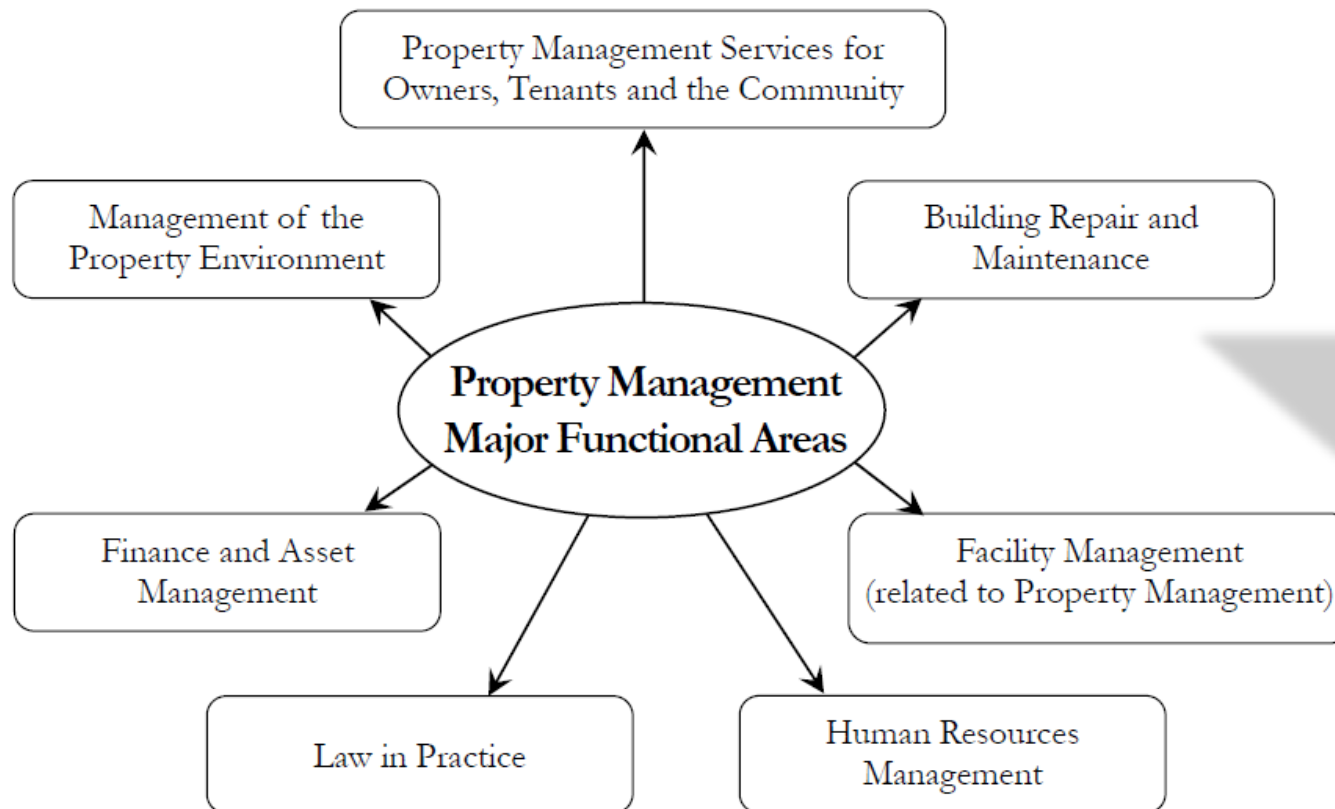 Property Management Services for
Owners, Tenants and the Community
Management of the
Property Environment
Building Repair and
Maintenance
Property Management
Major Functional Areas
Finance and Asset
Management
Facility Management
(related to Property Management)
Law in Practice
Human Resources
Management